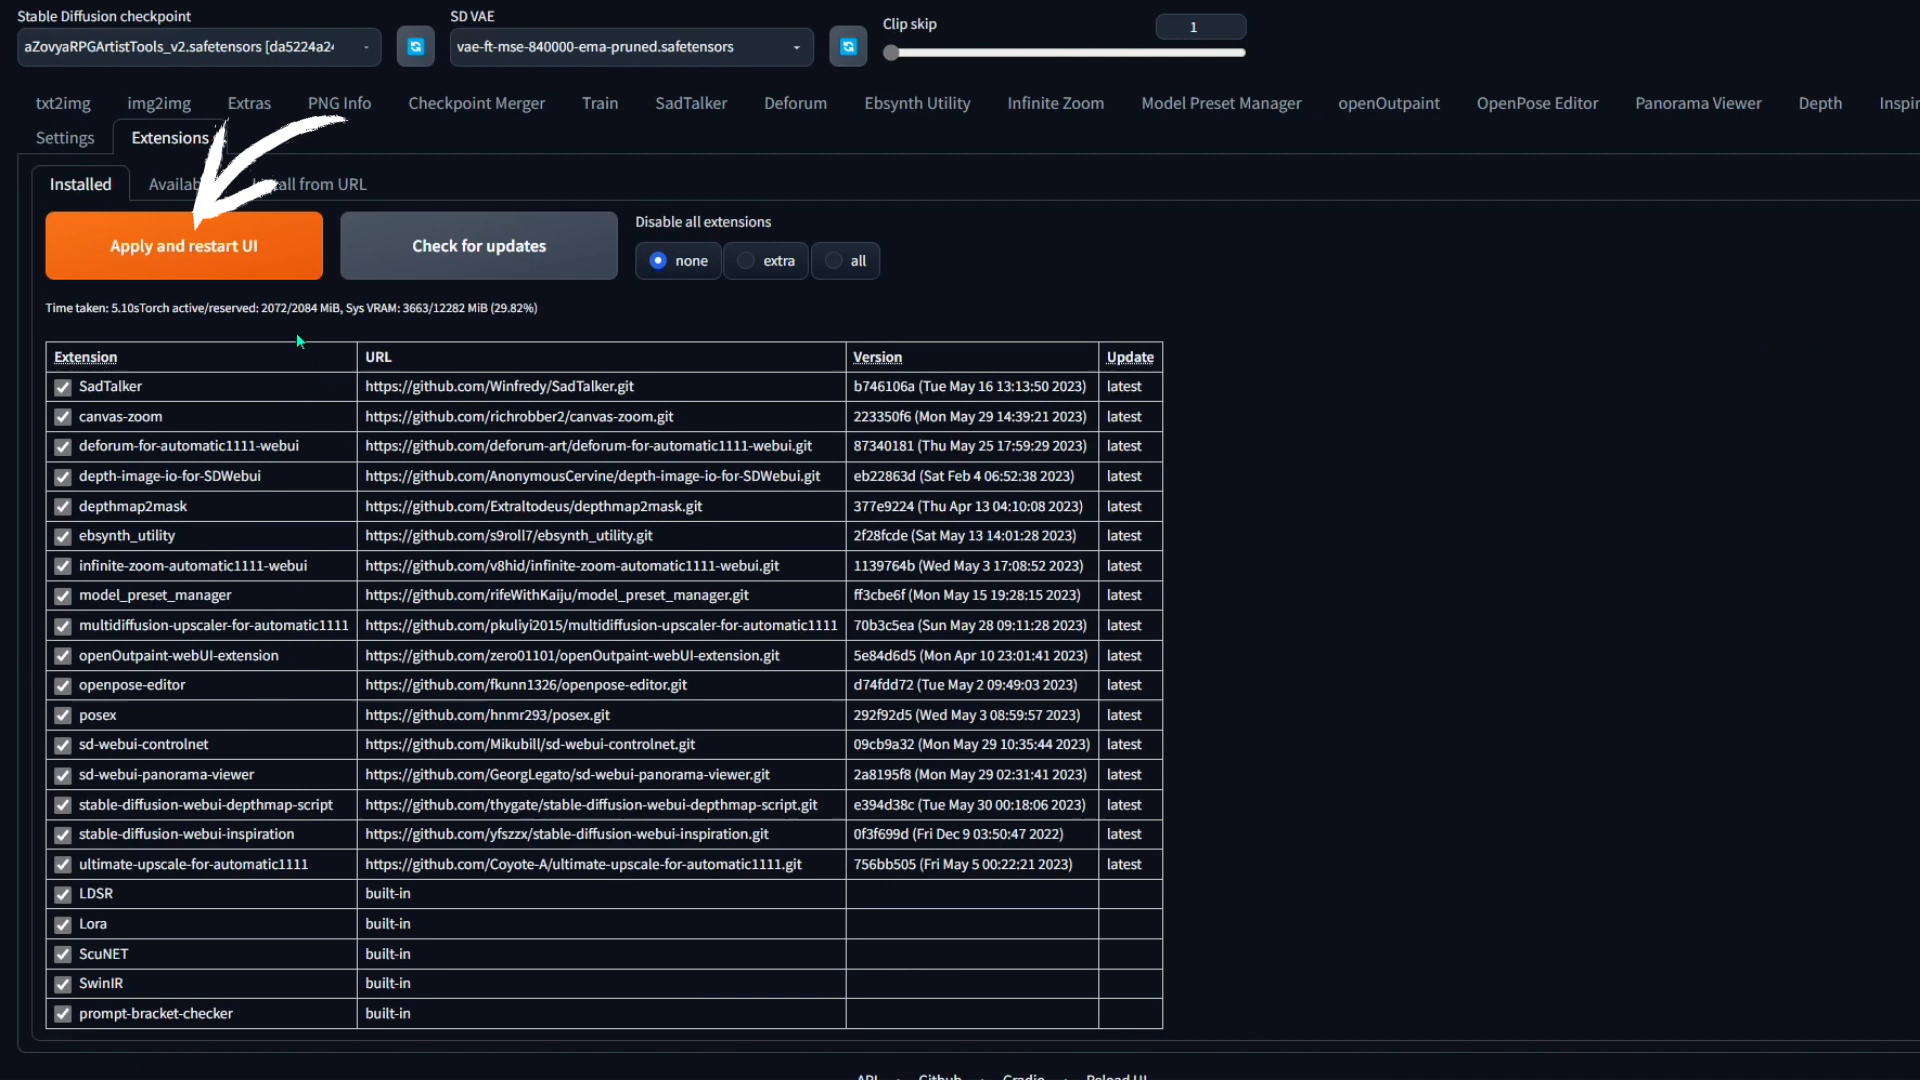 Stable Diffusion checkpoint
SD VAE
Clip skip
1
aZovyaRPGArtistTools_v2.safetensors [da5224a2
vae-ft-mse-840000-ema-pruned.safetensors
txt2img img2img Extras PNG Info Checkpoint Merger Train SadTalker Deforum Ebsynth Utility Infinite Zoom Model Preset Manager openOutpaint OpenPose Editor Panorama Viewer Depth Inspir
Settings Extensions
Installed Availab all from URL
Apply and restart UI
Check for updates
Disable all extensions
none extra all
Time taken: 5.10sTorch active/reserved: 2072/2084 MiB, Sys VRAM: 3663/12282 MiB (29.82%)
Extension URL Version Update
SadTalker https://github.com/Winfredy/SadTalker.git b746106a (Tue May 16 13:13:50 2023) latest
canvas-zoom https://github.com/richrobber2/canvas-zoom.git 223350f6 (Mon May 29 14:39:21 2023) latest
deforum-for-automatic1111-webui https://github.com/deforum-art/deforum-for-automatic1111-webui.git 87340181 (Thu May 25 17:59:29 2023) latest
depth-image-io-for-SDWebui https://github.com/AnonymousCervine/depth-image-io-for-SDWebui.git eb22863d (Sat Feb 4 06:52:38 2023) latest
depthmap2mask https://github.com/Extraltodeus/depthmap2mask.git 377e9224 (Thu Apr 13 04:10:08 2023) latest
ebsynth_utility https://github.com/s9roll7/ebsynth_utility.git 2f28fcde (Sat May 13 14:01:28 2023) latest
infinite-zoom-automatic1111-webui https://github.com/v8hid/infinite-zoom-automatic1111-webui.git 1139764b (Wed May 3 17:08:52 2023) latest
model_preset_manager https://github.com/rifeWithKaiju/model_preset_manager.git ff3cbe6f (Mon May 15 19:28:15 2023) latest
multidiffusion-upscaler-for-automatic1111 https://github.com/pkuliyi2015/multidiffusion-upscaler-for-automatic1111 70b3c5ea (Sun May 28 09:11:28 2023) latest
openOutpaint-webUI-extension https://github.com/zero01101/openOutpaint-webUI-extension.git 5e84d6d5 (Mon Apr 10 23:01:41 2023) latest
openpose-editor https://github.com/fkunn1326/openpose-editor.git d74fdd72 (Tue May 2 09:49:03 2023) latest
posex https://github.com/hnmr293/posex.git 292f92d5 (Wed May 3 08:59:57 2023) latest
sd-webui-controlnet https://github.com/Mikubill/sd-webui-controlnet.git 09cb9a32 (Mon May 29 10:35:44 2023) latest
sd-webui-panorama-viewer https://github.com/GeorgLegato/sd-webui-panorama-viewer.git 2a8195f8 (Mon May 29 02:31:41 2023) latest
stable-diffusion-webui-depthmap-script https://github.com/thygate/stable-diffusion-webui-depthmap-script.git e394d38c (Tue May 30 00:18:06 2023) latest
stable-diffusion-webui-inspiration https://github.com/yfszzx/stable-diffusion-webui-inspiration.git 0f3f699d (Fri Dec 9 03:50:47 2022) latest
ultimate-upscale-for-automatic1111 https://github.com/Coyote-A/ultimate-upscale-for-automatic1111.git 756bb505 (Fri May 5 00:22:21 2023) latest
LDSR built-in
Lora built-in
ScuNET built-in
SwinIR built-in
prompt-bracket-checker built-in
API • Github • Gradio • Reload UI